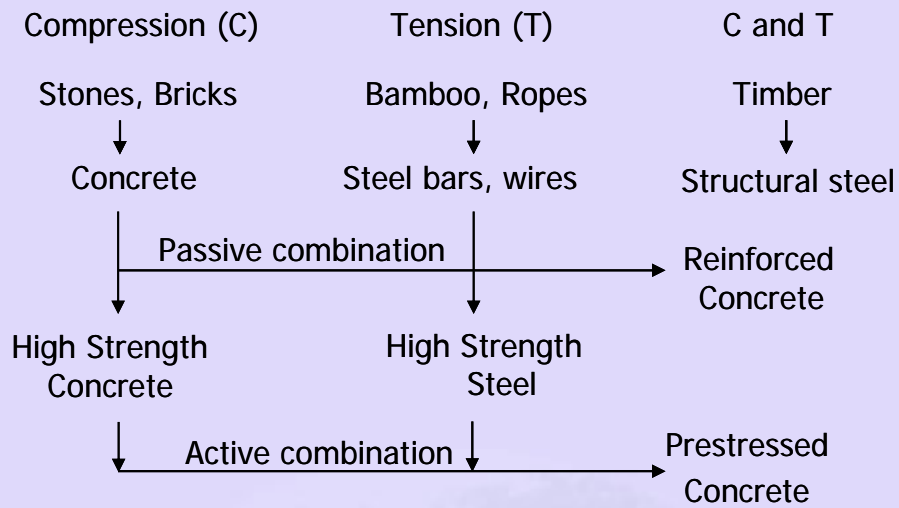 Compression (C)
Tension (T)
C and T
Stones, Bricks
Bamboo, Ropes
Timber
Concrete
Steel bars, wires
Structural steel
Passive combination
Reinforced
Concrete
High Strength
Concrete
High Strength
Steel
Active combination
Prestressed
Concrete